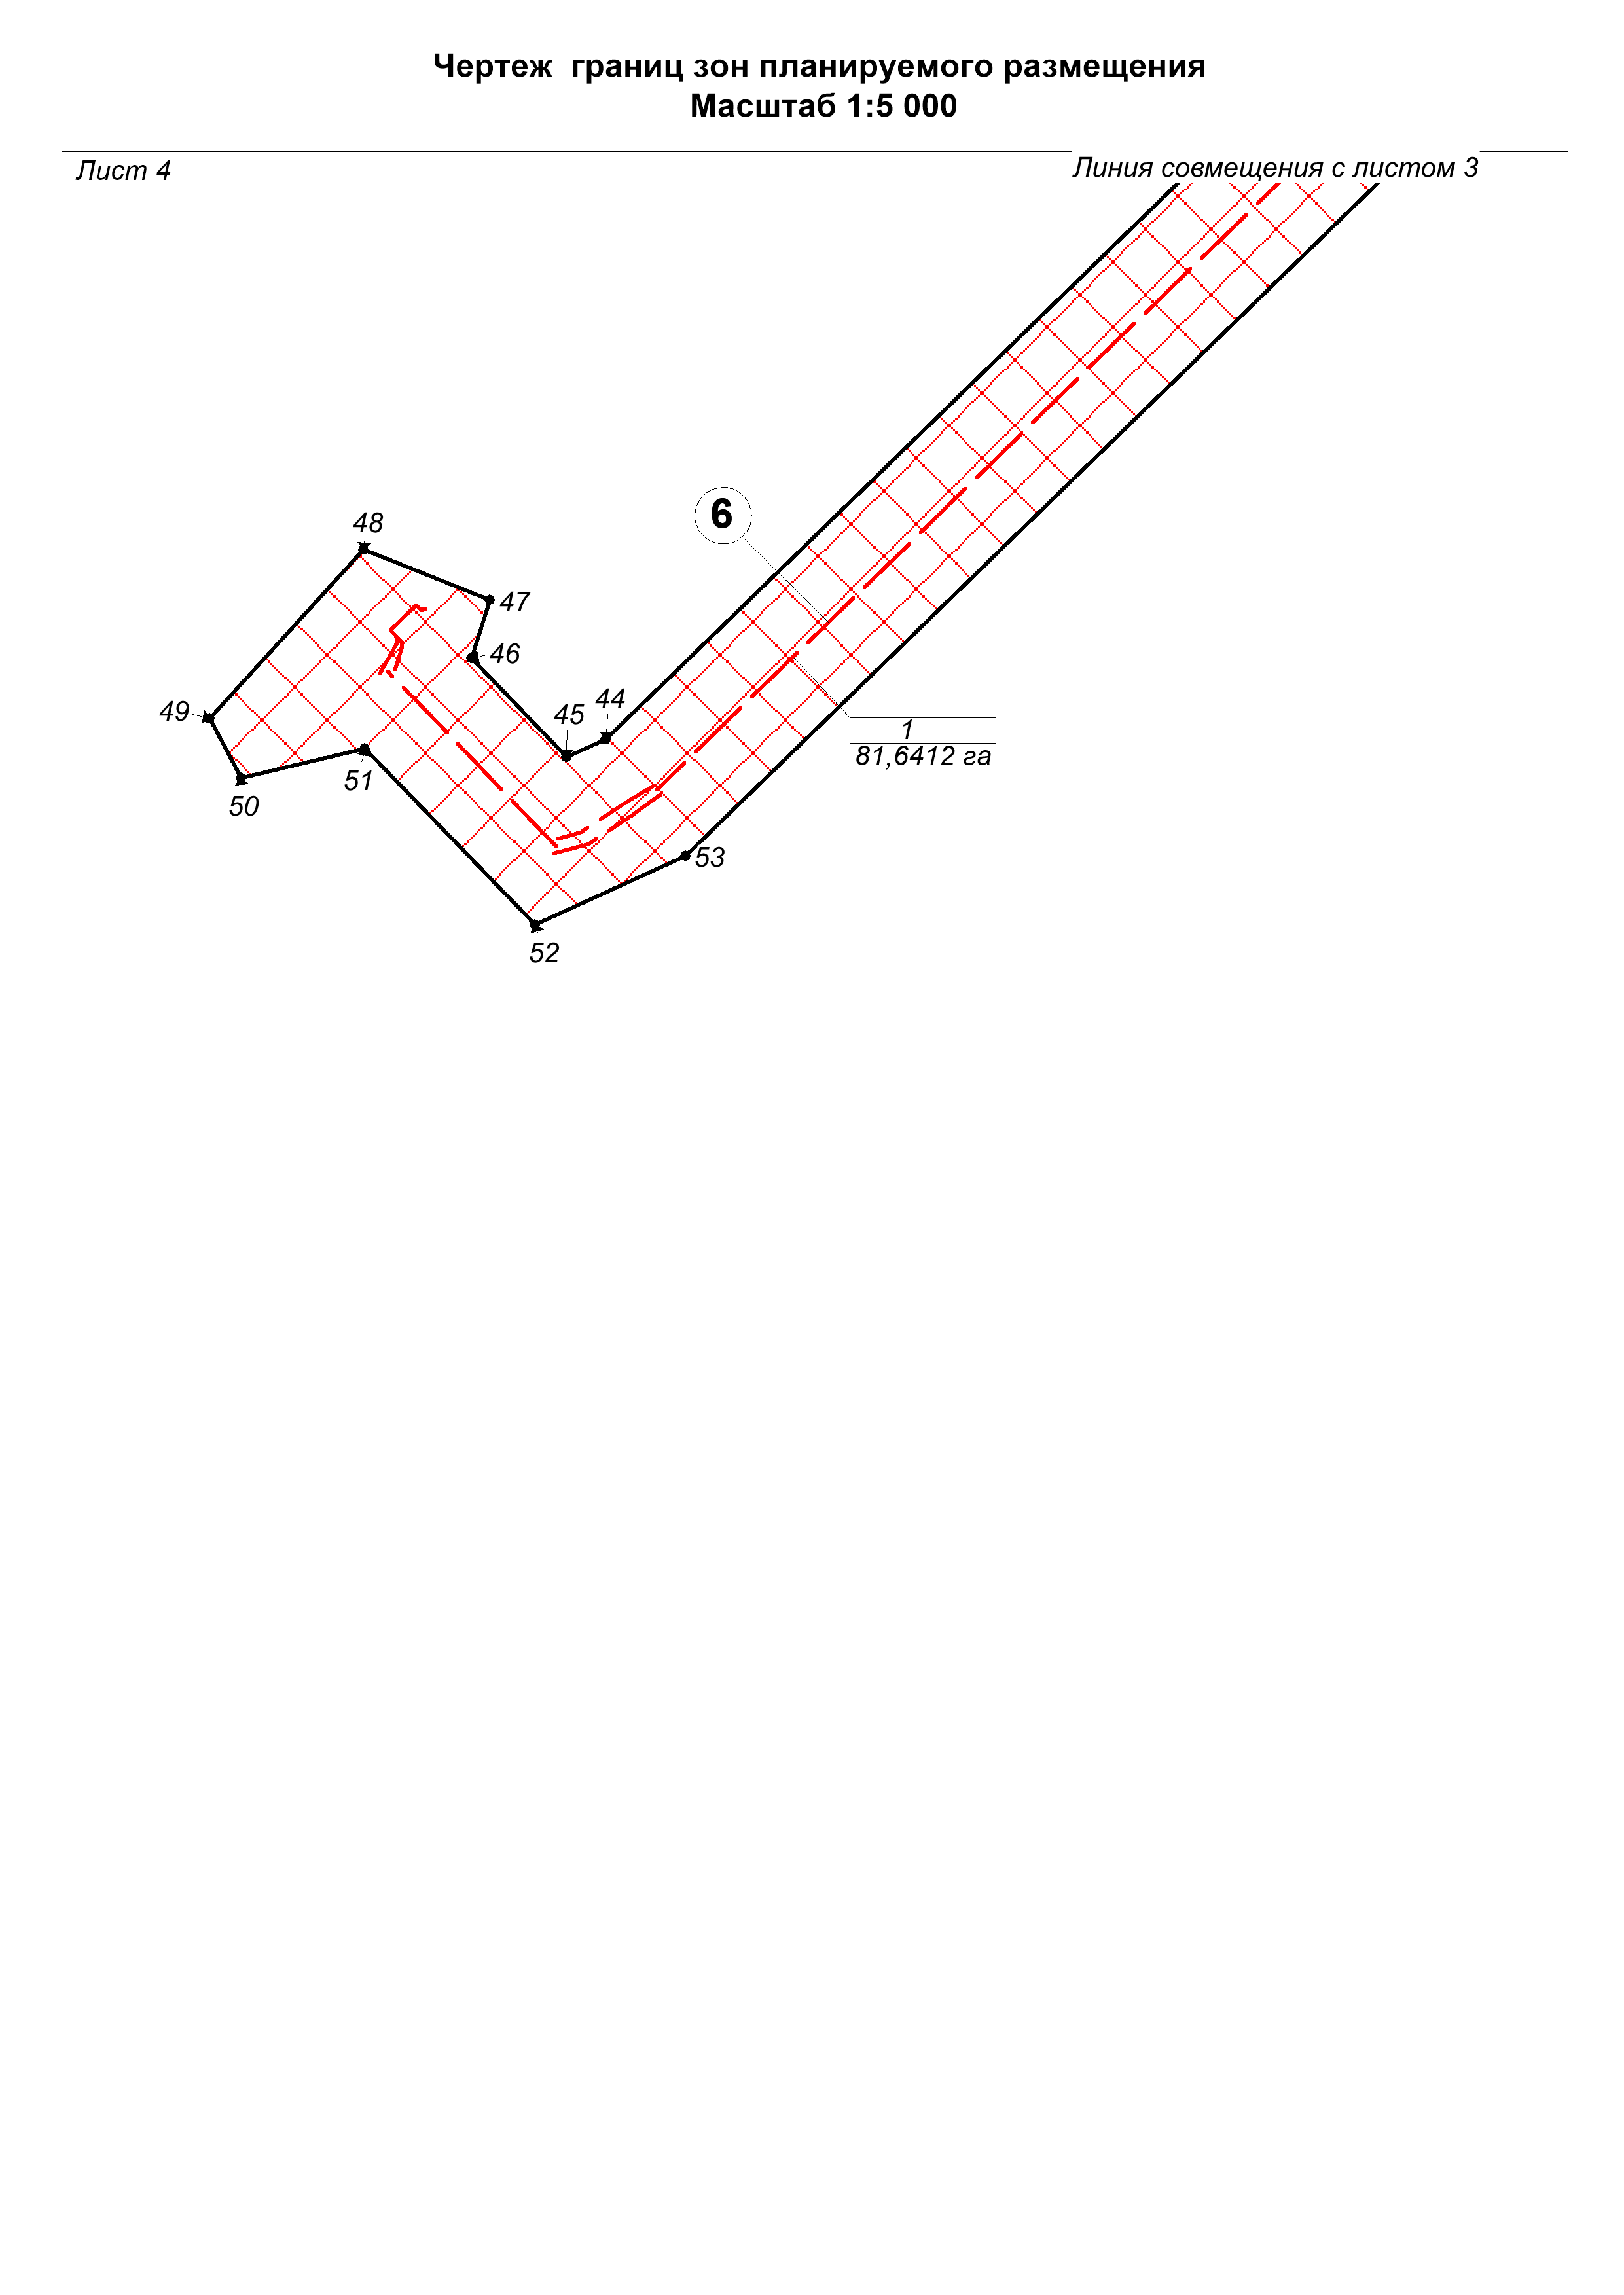 Чертеж границ зон планируемого размещения
Масштаб 1:5 000
Лист 4
Линия совмещения с листом 3
6
48
47
46
49
44
45
1
81,6412 га
51
50
53
52